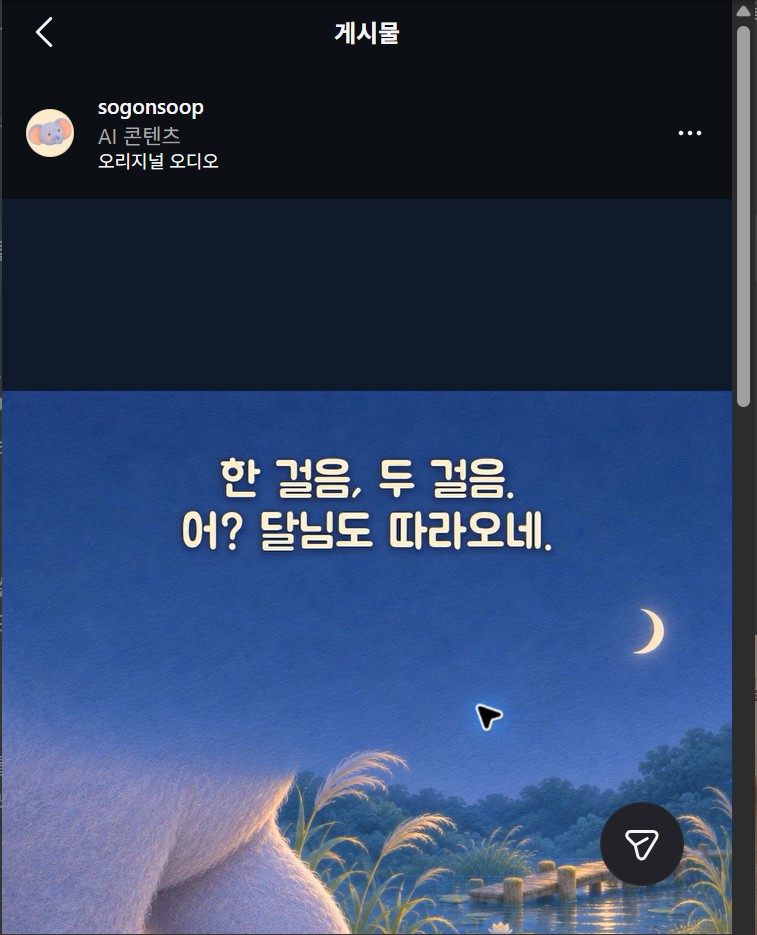 게시물
sogonsoop
AI 콘텐츠
오리지널 오디오
한 걸음, 두 걸음.
어? 달님도 따라오네.